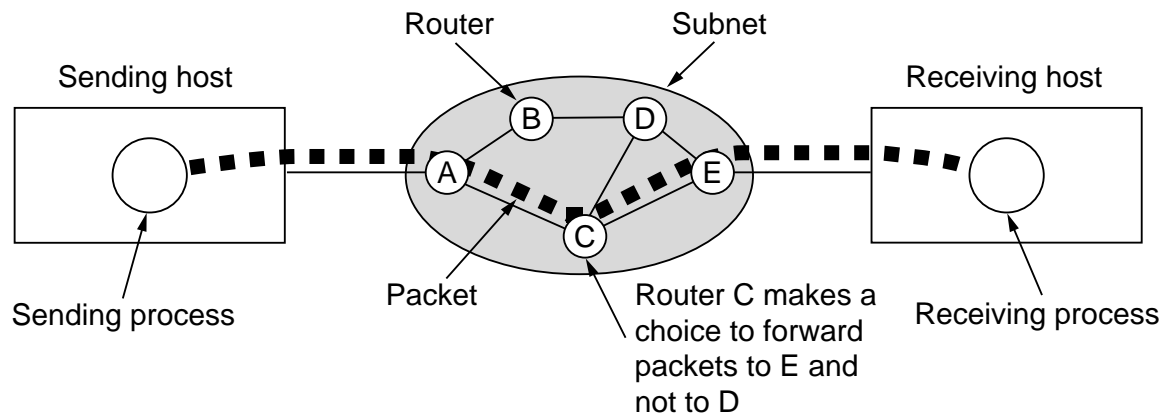 Router
Subnet
Sending host
Receiving host
B
D
A
E
C
Packet
Sending process
Router C makes a
choice to forward
packets to E and
not to D
Receiving process